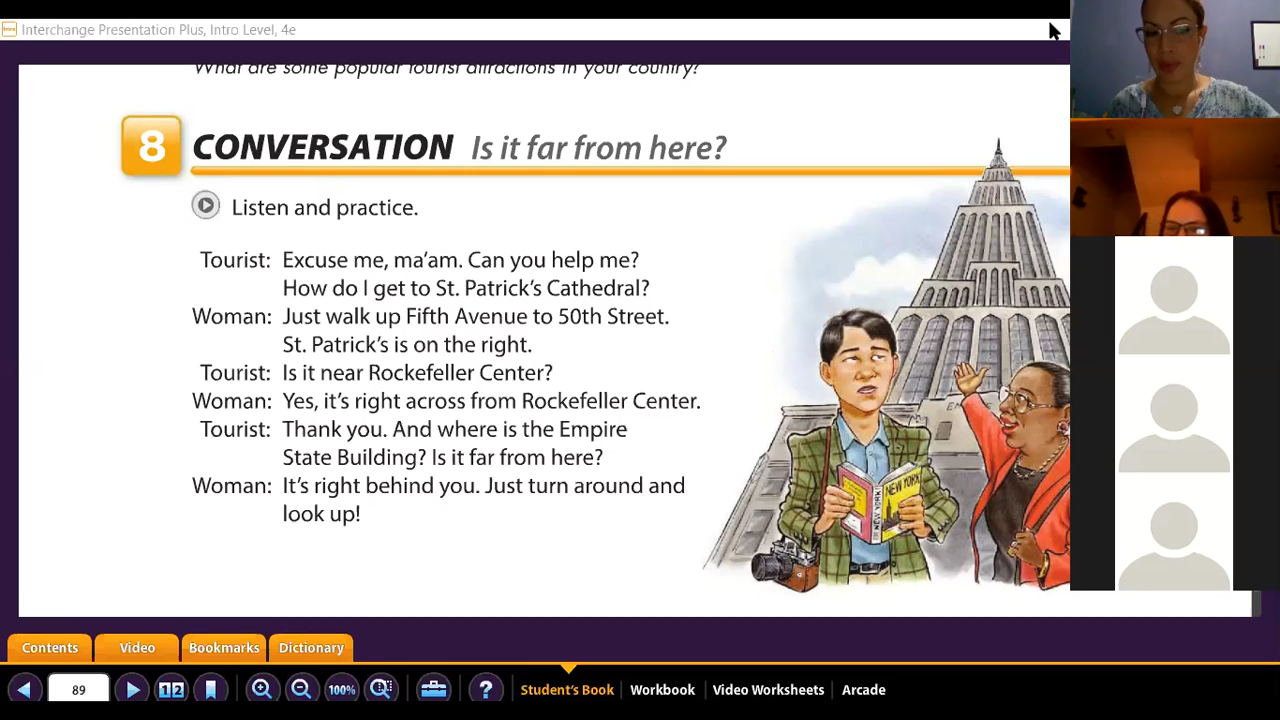 Interchange Presentation Plus, Intro Level, 4e
What are some popular tourist attractions in your country?
8 CONVERSATION Is it far from here?
Listen and practice.
Tourist: Excuse me, ma'am. Can you help me?
How do I get to St. Patrick's Cathedral?
Woman: Just walk up Fifth Avenue to 50th Street.
St. Patrick's is on the right.
Tourist: Is it near Rockefeller Center?
Woman: Yes, it's right across from Rockefeller Center.
Tourist: Thank you. And where is the Empire
State Building? Is it far from here?
Woman: It's right behind you. Just turn around and
look up!
NEW YORK
NEW YORK
Contents Video Bookmarks Dictionary
89 1 2 100% ? Student's Book Workbook Video Worksheets Arcade